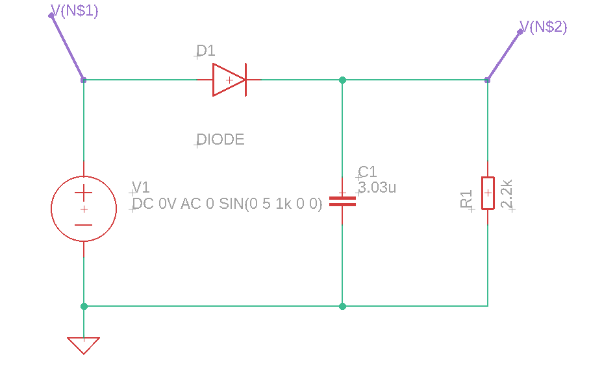 V(N$1)
V(N$2)
D1
DIODE
V1
DC 0V AC 0 SIN(0 5 1k 0 0)
C1
3.03u
R1
2.2k